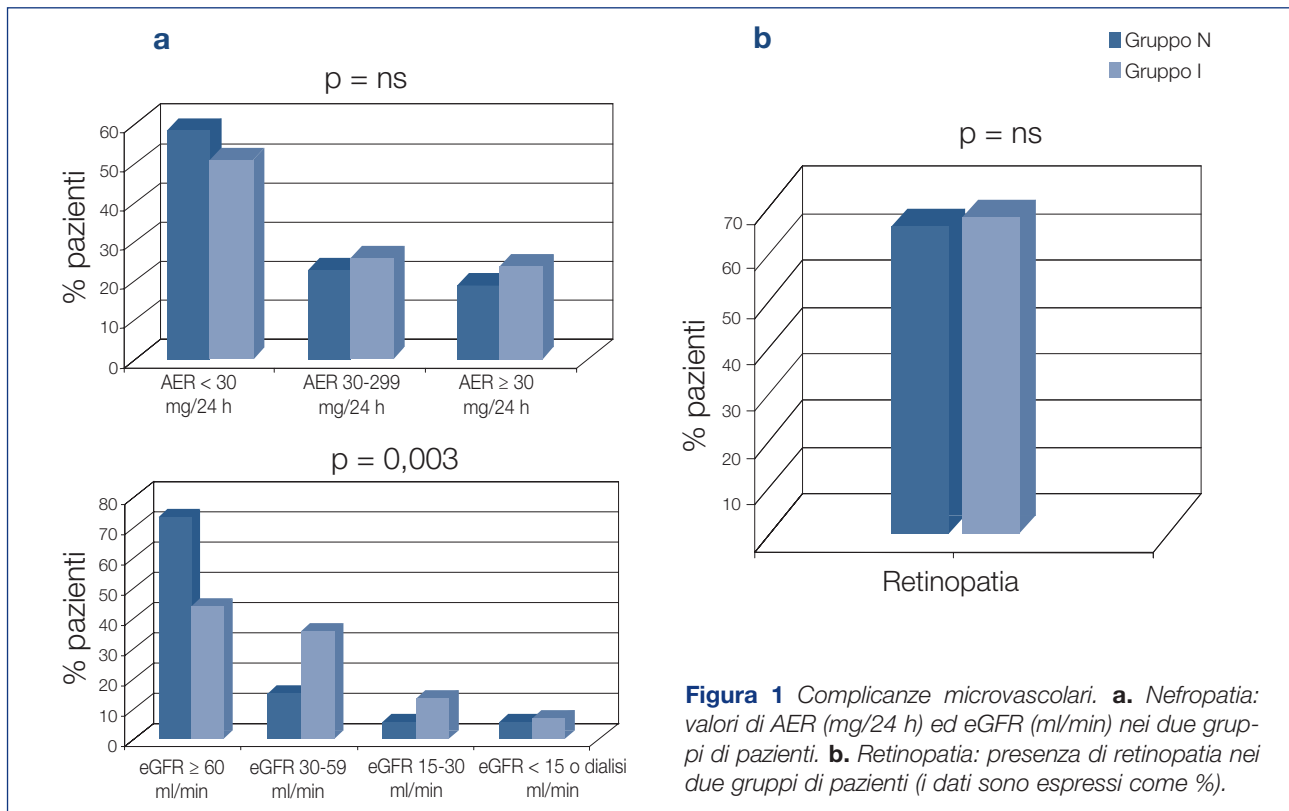 a
p = ns
% pazienti
60
50
40
30
20
10
0
AER < 30
mg/24 h
AER 30-299
mg/24 h
AER ≥ 30
mg/24 h
p = 0,003
% pazienti
80
70
60
50
40
30
20
10
0
eGFR ≥ 60
ml/min
eGFR 30-59
ml/min
eGFR 15-30
ml/min
eGFR < 15 o dialisi
ml/min
b
Gruppo N
Gruppo I
p = ns
% pazienti
70
60
50
40
30
20
10
Retinopatia
Figura 1 Complicanze microvascolari. a. Nefropatia:
valori di AER (mg/24 h) ed eGFR (ml/min) nei due grup-
pi di pazienti. b. Retinopatia: presenza di retinopatia nei
due gruppi di pazienti (i dati sono espressi come %).